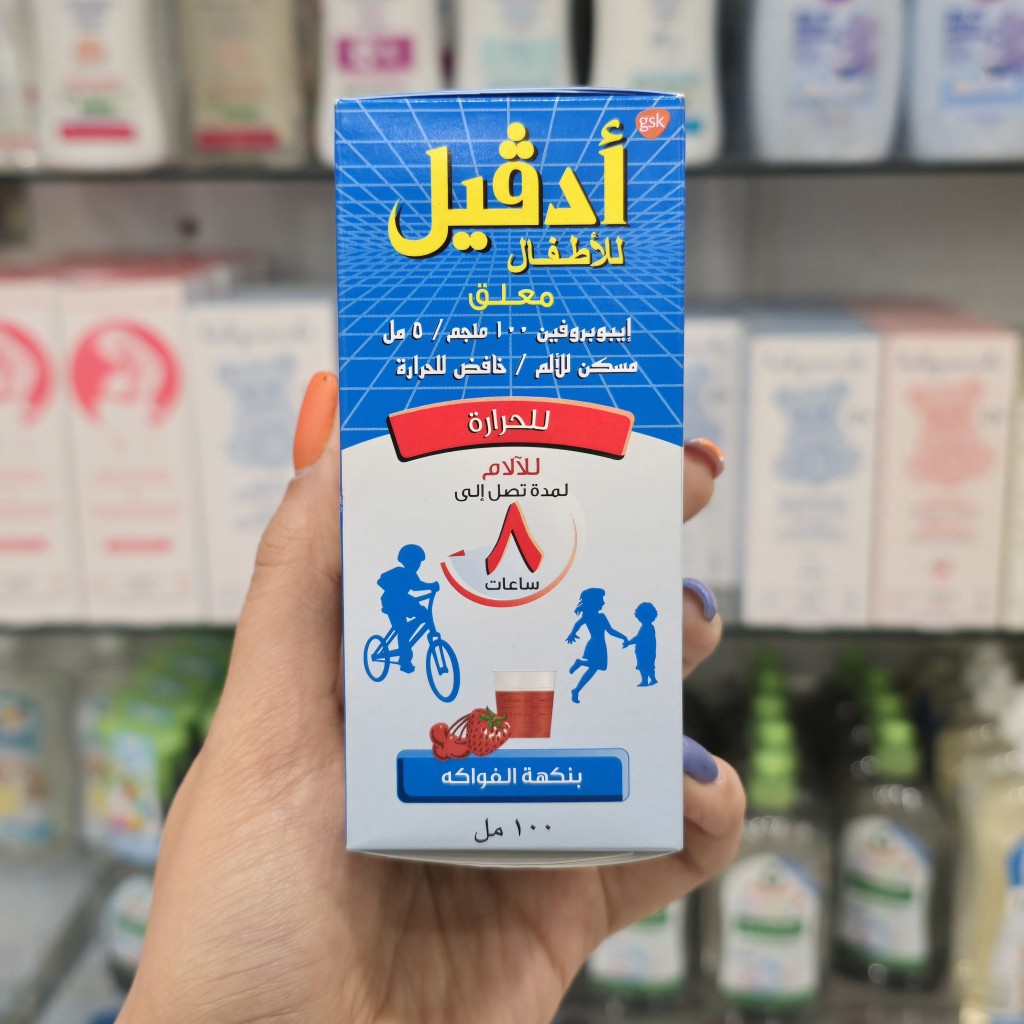 gsk
أدڤيل
للأطفال
معلق
إيبوبروفين ١٠٠ ملجم / ٥ مل
مسكن للألم / خافض للحرارة
للحرارة
للآلام
لمدة تصل إلى
٨
ساعات
بنكهة الفواكه
١٠٠ مل